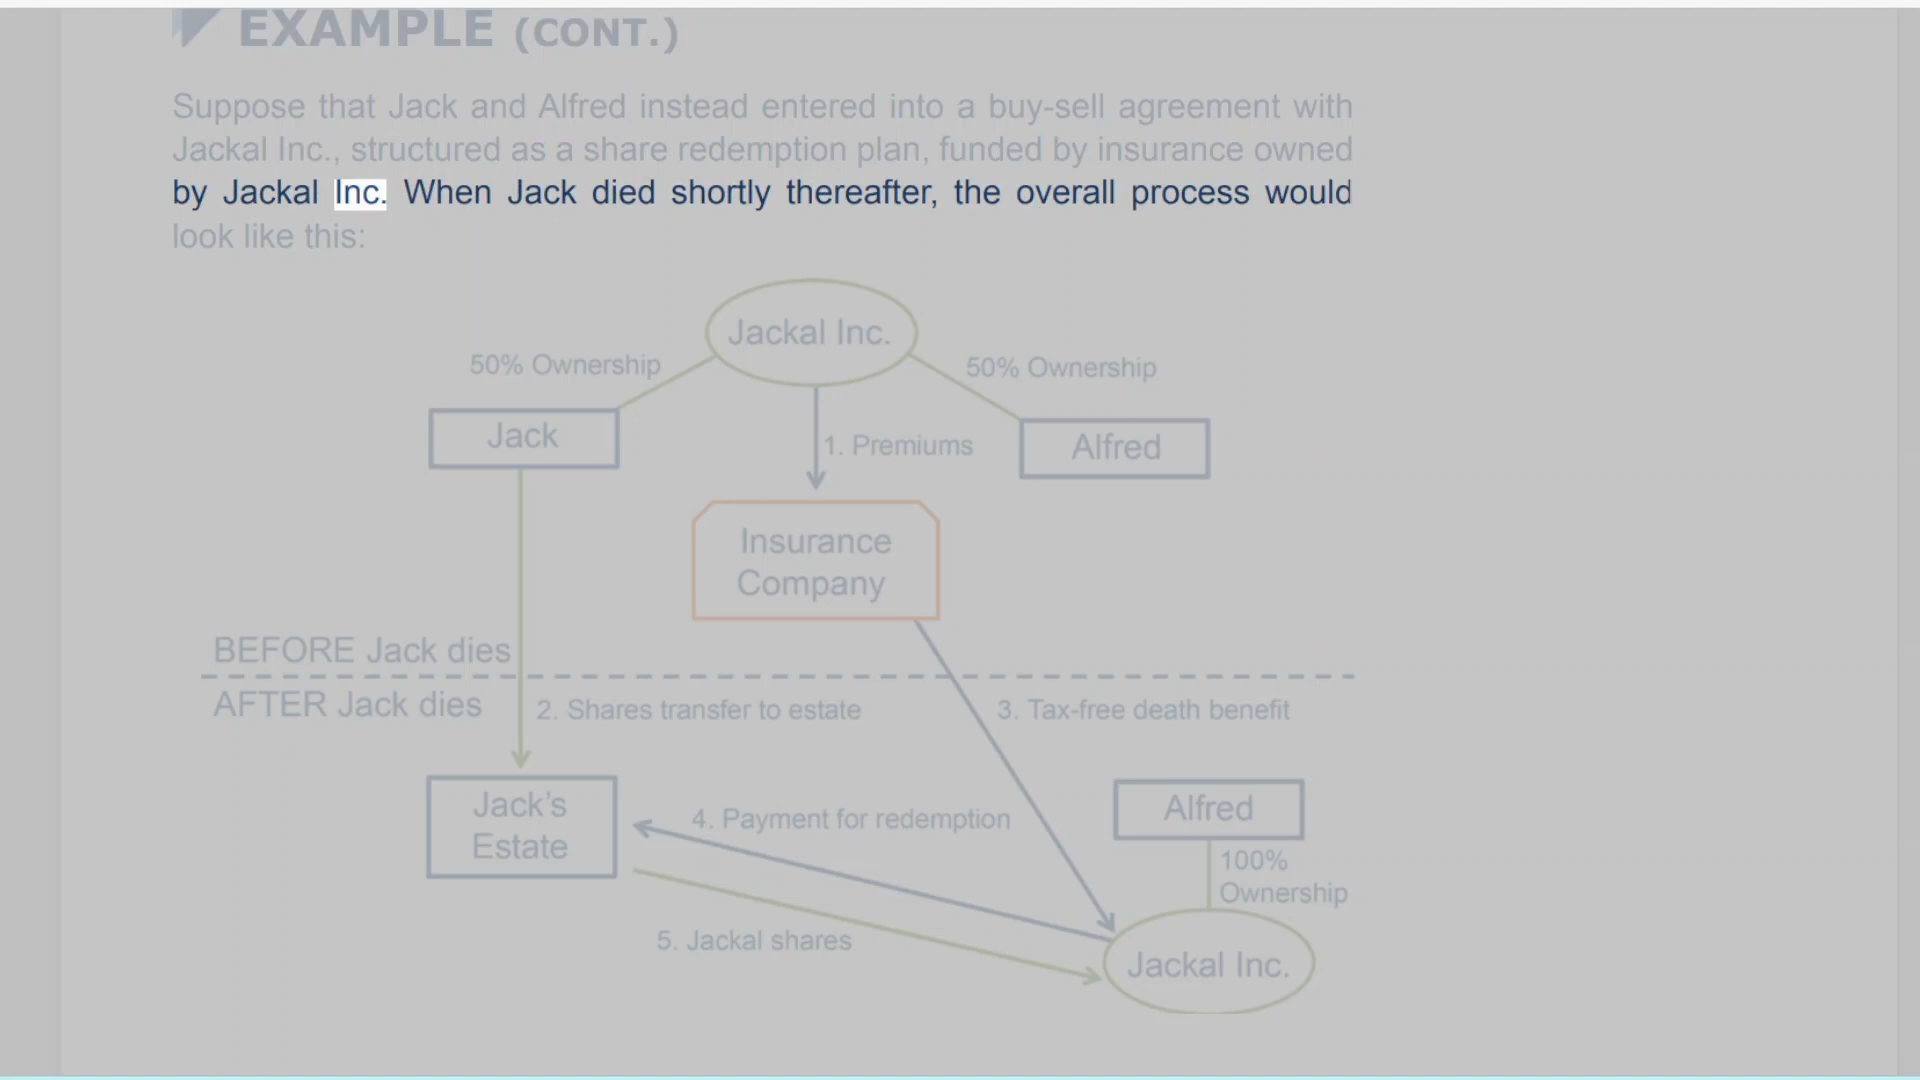 EXAMPLE (CONT.)
Suppose that Jack and Alfred instead entered into a buy-sell agreement with
Jackal Inc., structured as a share redemption plan, funded by insurance owned
by Jackal Inc. When Jack died shortly thereafter, the overall process would
look like this:
Jackal Inc.
50% Ownership
50% Ownership
Jack
1. Premiums
Alfred
Insurance
Company
BEFORE Jack dies
AFTER Jack dies
2. Shares transfer to estate
3. Tax-free death benefit
Jack’s
Estate
4. Payment for redemption
Alfred
100%
Ownership
5. Jackal shares
Jackal Inc.